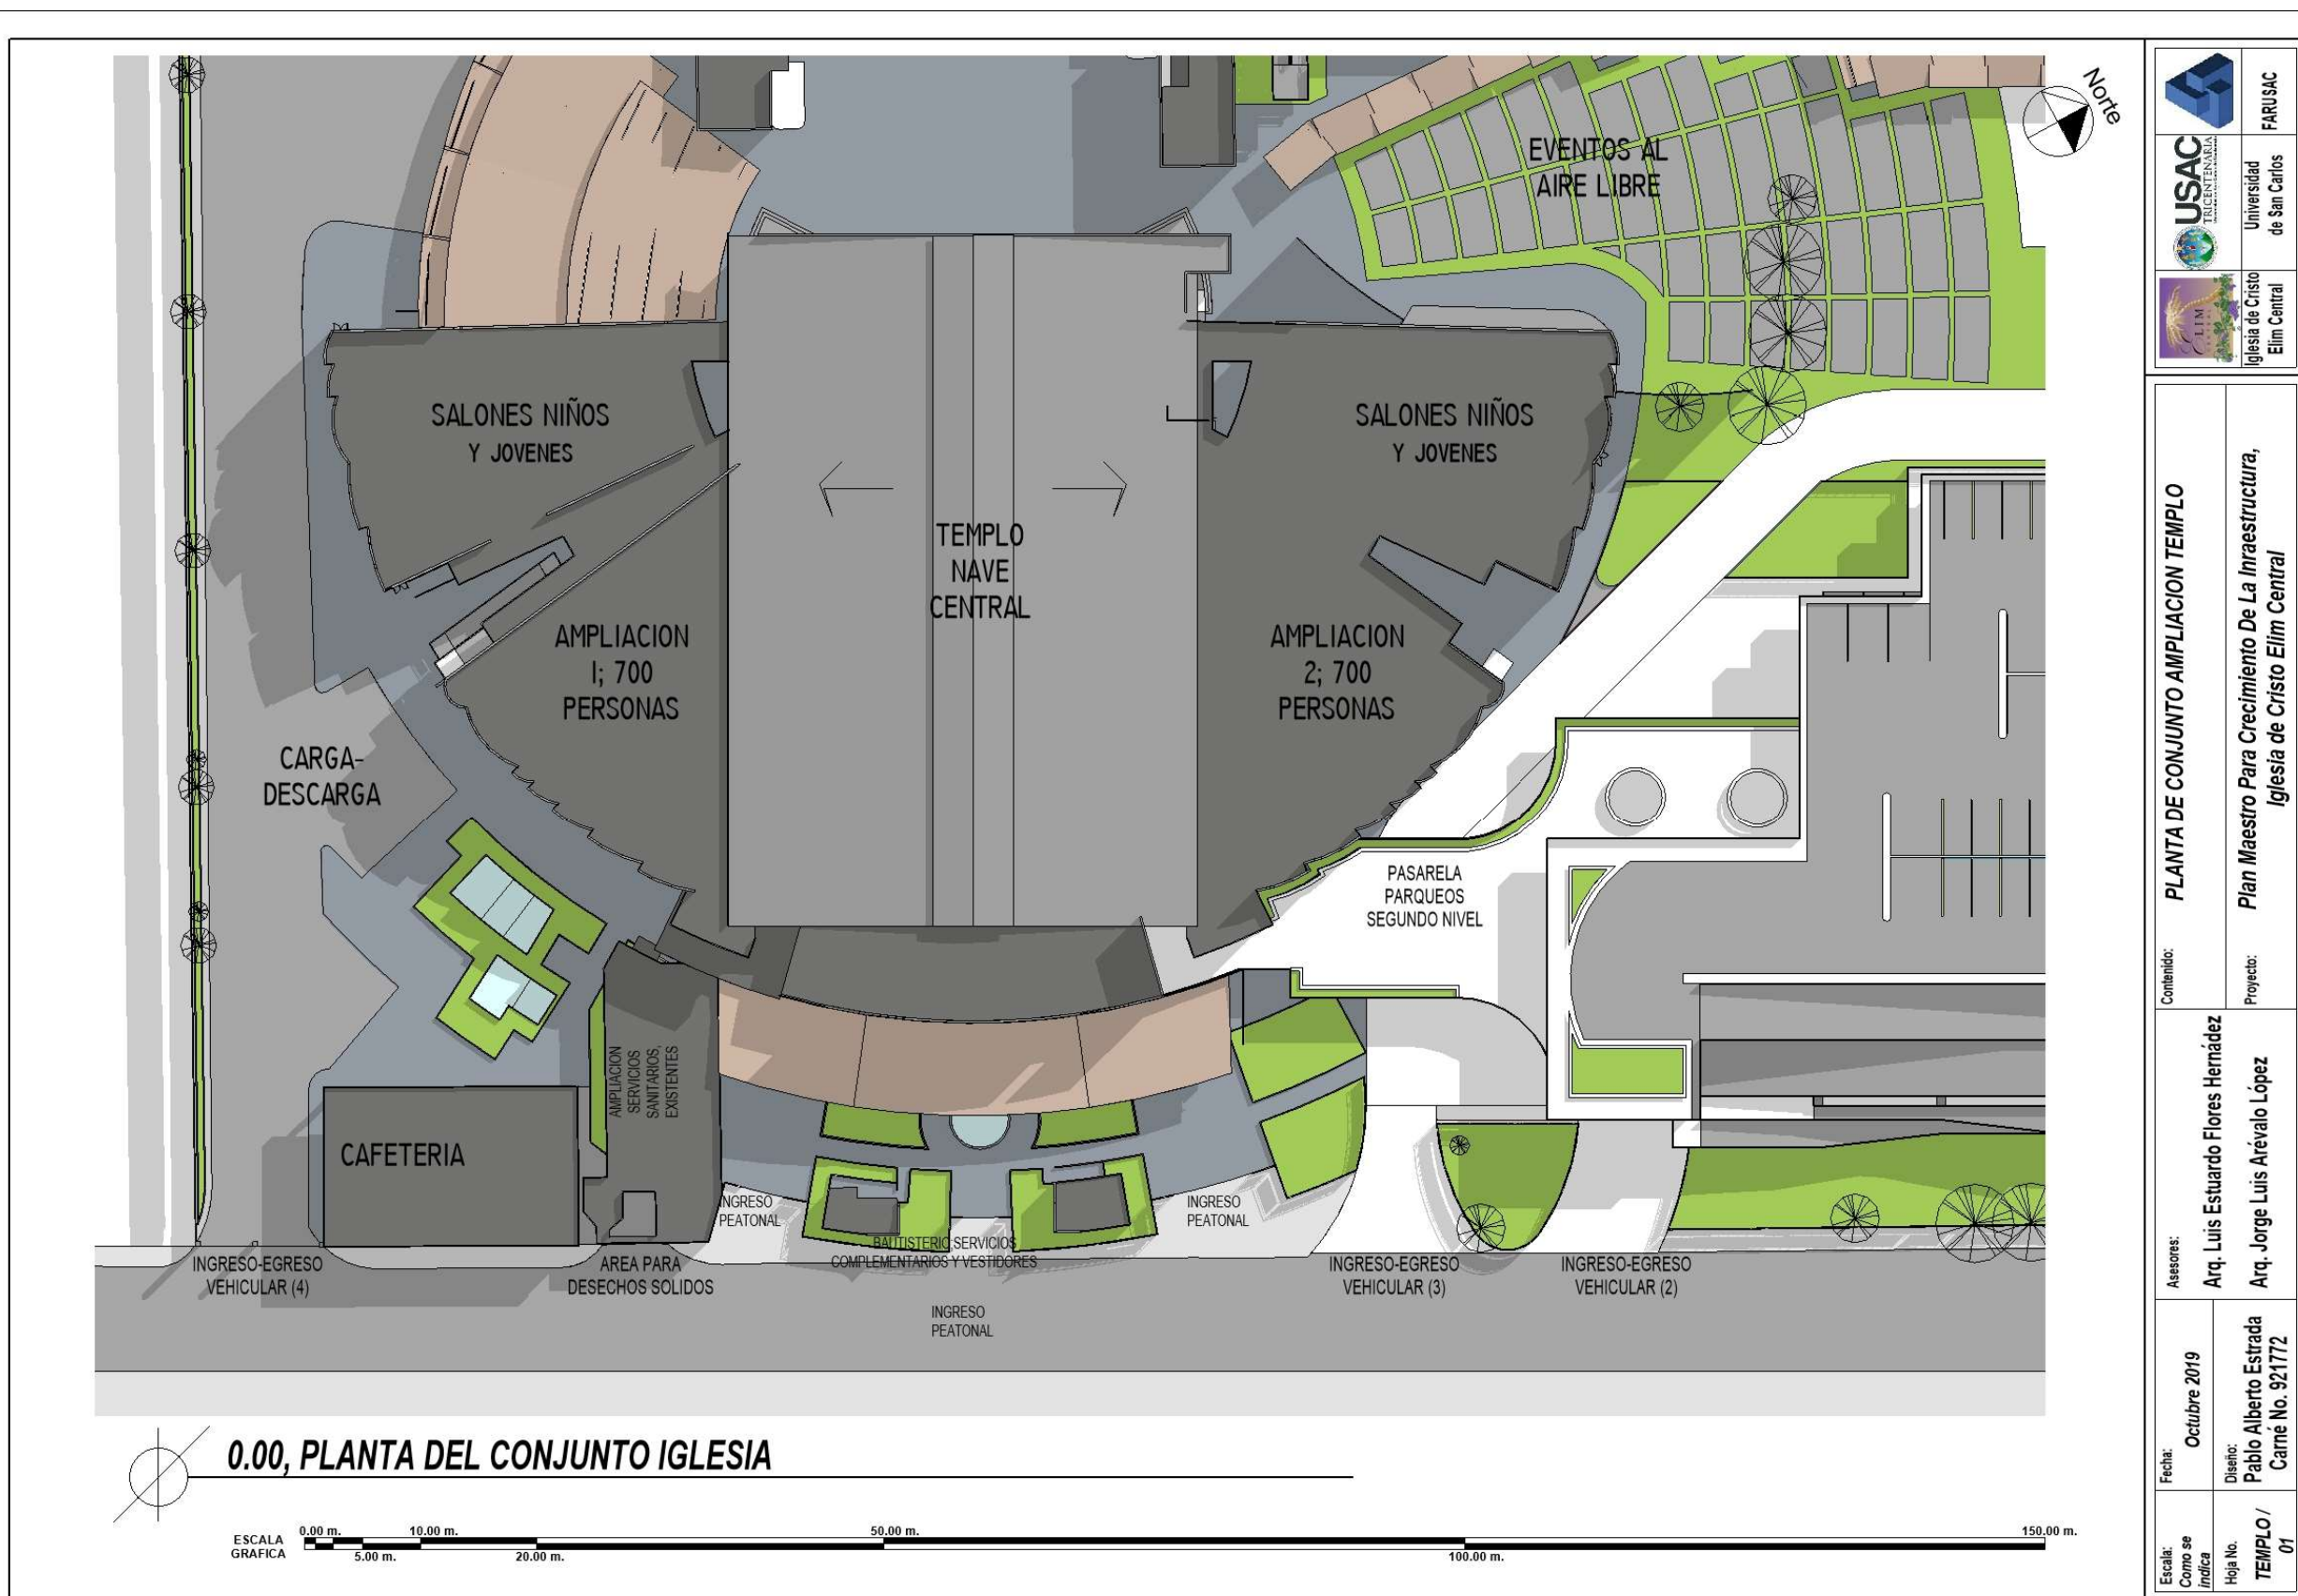 Norte
EVENTOS AL
AIRE LIBRE
SALONES NIÑOS
Y JOVENES
SALONES NIÑOS
Y JOVENES
TEMPLO
NAVE
CENTRAL
AMPLIACION
1; 700
PERSONAS
AMPLIACION
2; 700
PERSONAS
CARGA-
DESCARGA
PASARELA
PARQUEOS
SEGUNDO NIVEL
AMPLIACION
SERVICIOS
SANITARIOS,
EXISTENTES
CAFETERIA
INGRESO
PEATONAL
INGRESO
PEATONAL
BAUTISTERIO,SERVICIOS
COMPLEMENTARIOS Y VESTIDORES
INGRESO-EGRESO
VEHICULAR (4)
AREA PARA
DESECHOS SOLIDOS
INGRESO
PEATONAL
INGRESO-EGRESO
VEHICULAR (3)
INGRESO-EGRESO
VEHICULAR (2)
0.00, PLANTA DEL CONJUNTO IGLESIA
ESCALA
GRAFICA
0.00 m.
5.00 m.
10.00 m.
20.00 m.
50.00 m.
100.00 m.
150.00 m.
FARUSAC
USAC
TRICENTENARIA
Universidad
de San Carlos
ELIM
Iglesia de Cristo
Elim Central
Contenido:
PLANTA DE CONJUNTO AMPLIACION TEMPLO
Proyecto:
Plan Maestro Para Crecimiento De La Inraestructura,
Iglesia de Cristo Elim Central
Asesores:
Arq. Luis Estuardo Flores Hernádez
Arq. Jorge Luis Arévalo López
Fecha:
Octubre 2019
Diseño:
Pablo Alberto Estrada
Carné No. 921772
Escala:
Como se
indica
Hoja No.
TEMPLO /
01